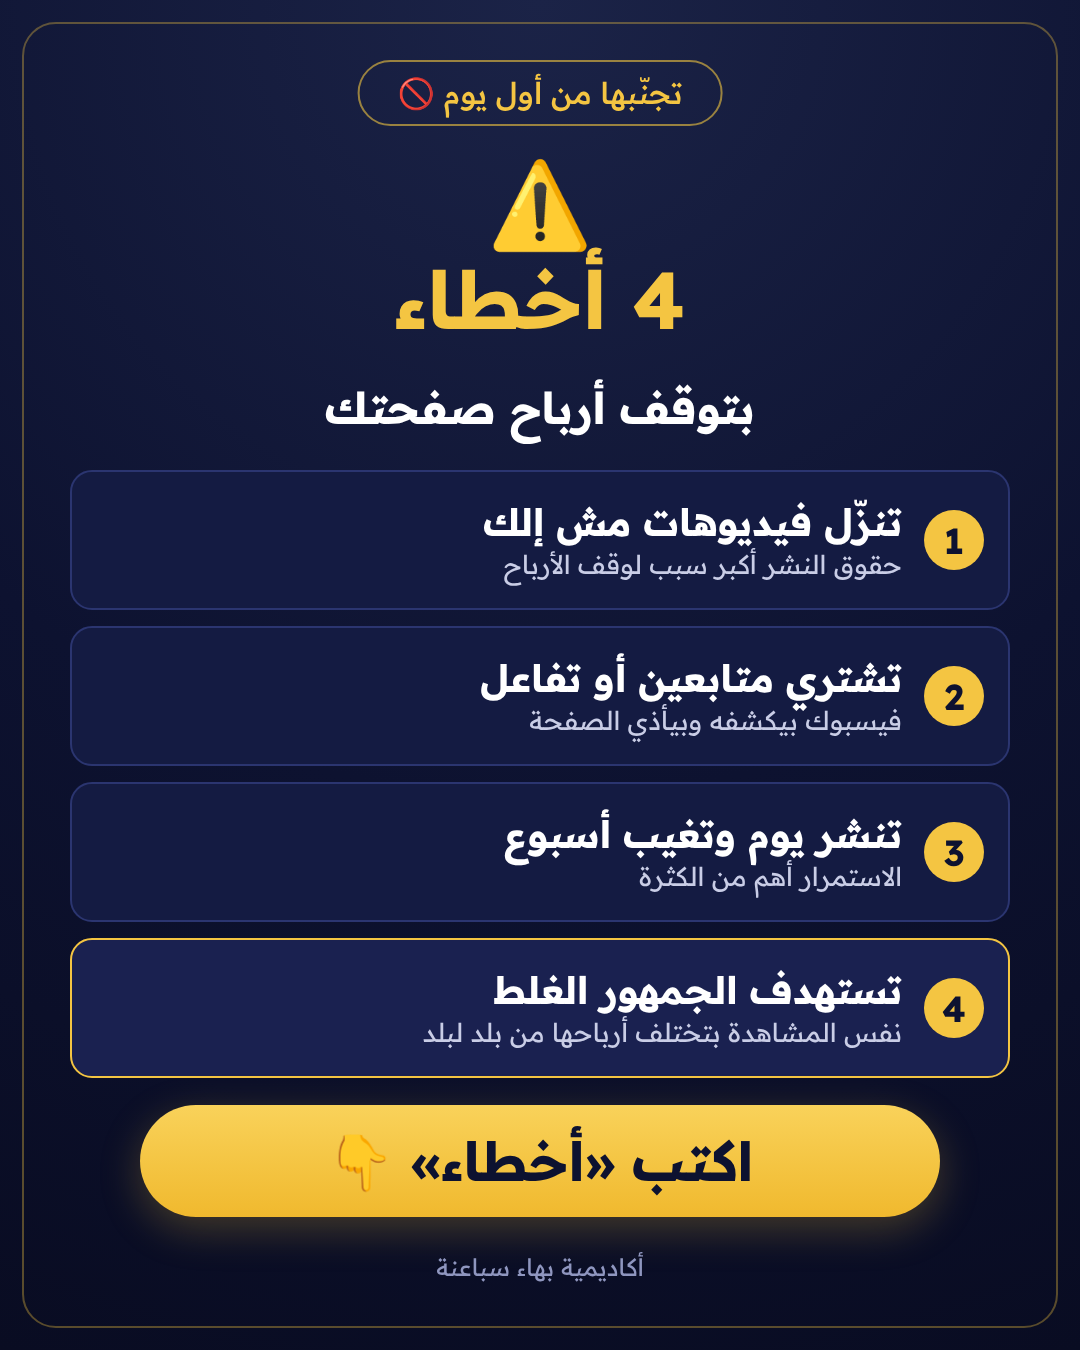 تجنّبها من أول يوم 🚫
⚠️
4 أخطاء
بتوقف أرباح صفحتك
1
تنزّل فيديوهات مش إلك
حقوق النشر أكبر سبب لوقف الأرباح
2
تشتري متابعين أو تفاعل
فيسبوك بيكشفه وبيأذي الصفحة
3
تنشر يوم وتغيب أسبوع
الاستمرار أهم من الكثرة
4
تستهدف الجمهور الغلط
نفس المشاهدة بتختلف أرباحها من بلد لبلد
اكتب «أخطاء» 👇
أكاديمية بهاء سباعنة